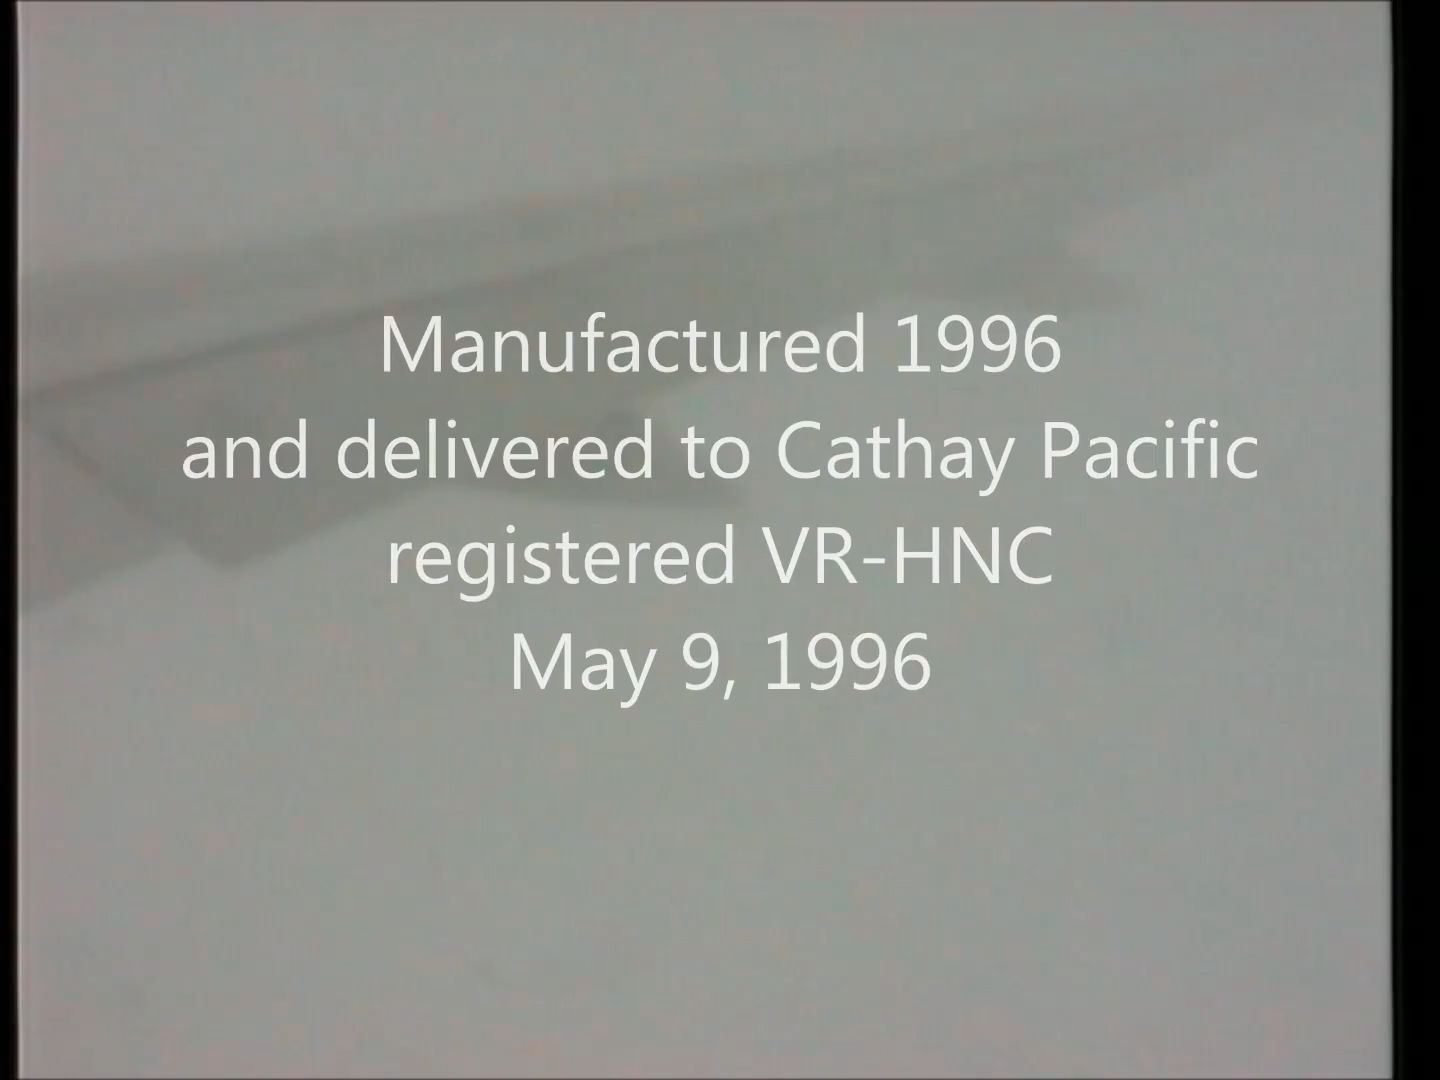 Manufactured 1996
and delivered to Cathay Pacific
registered VR-HNC
May 9, 1996